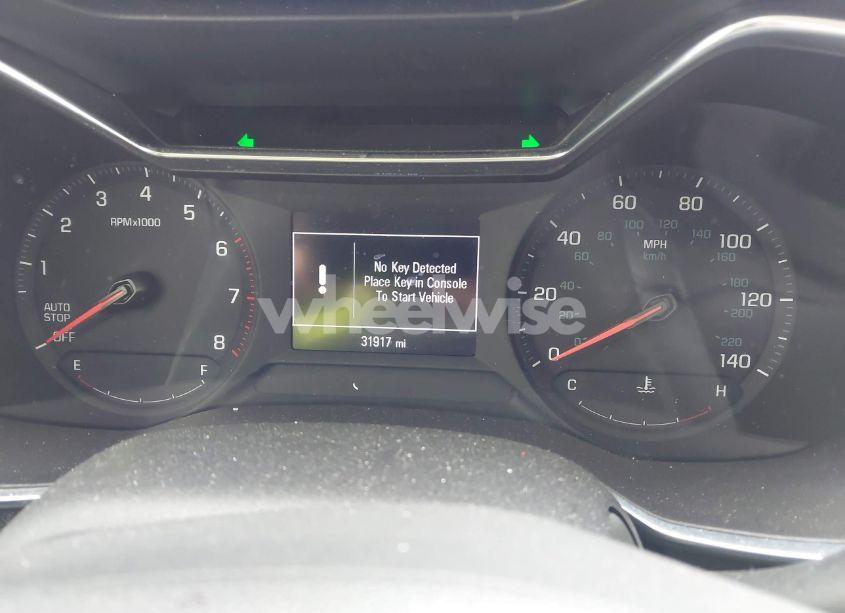 1
2
3
4
5
6
7
8
RPMx1000
AUTO
STOP
OFF
E
F
No Key Detected
Place Key in Console
To Start Vehicle
31917 mi
wheelwise
0
20
40
60
80
100
120
140
MPH
km/h
0
20
40
60
80
100
120
140
160
180
200
220
C
H